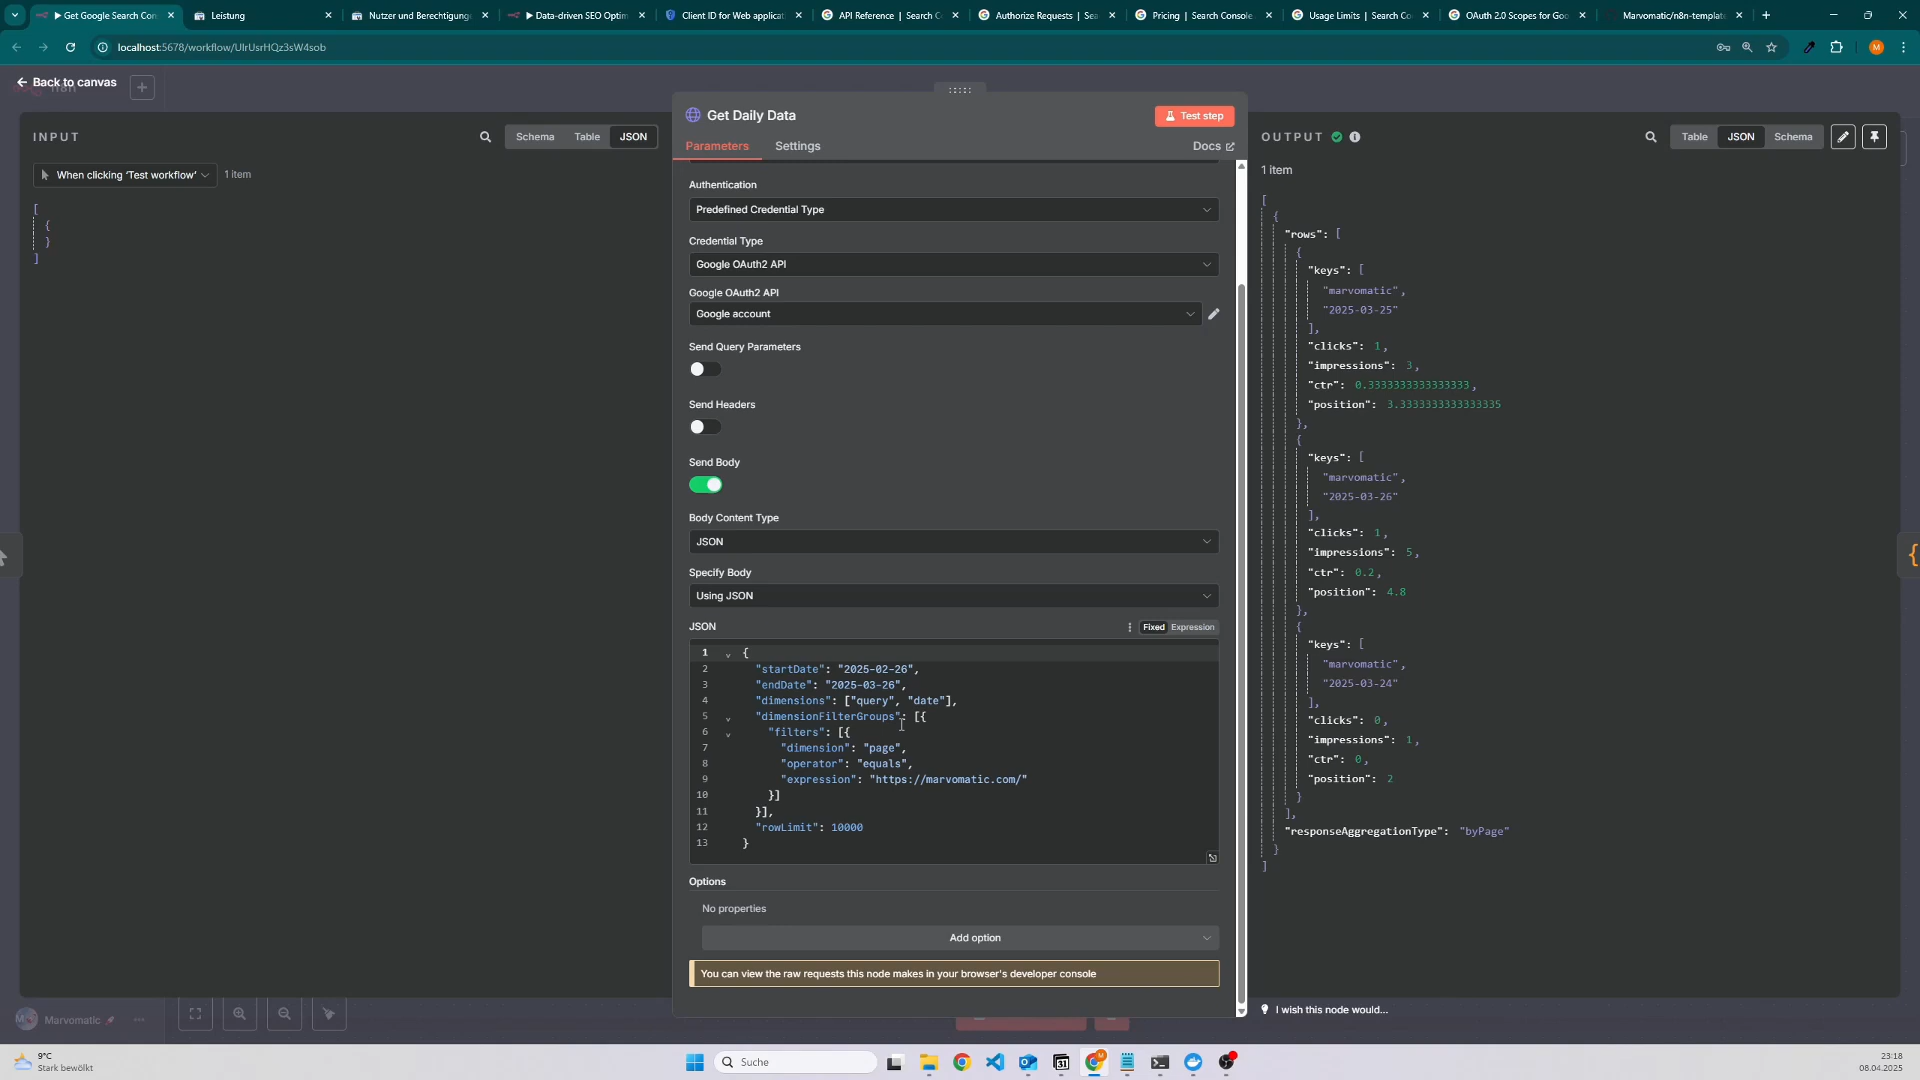 Get Google Search Con
Leistung
Nutzer und Berechtigung
Data-driven SEO Optim
Client ID for Web applicat
API Reference | Search C
Authorize Requests | Sea
Pricing | Search Console
Usage Limits | Search Co
OAuth 2.0 Scopes for Goo
Marvomatic/n8n-templat
localhost:5678/workflow/UIrUsrHQz3sW4sob
M
Back to canvas
INPUT
Schema
Table
JSON
When clicking ‘Test workflow’
1 item
[
{
}
]
Get Daily Data
Test step
Parameters
Settings
Docs
Authentication
Predefined Credential Type
Credential Type
Google OAuth2 API
Google OAuth2 API
Google account
Send Query Parameters
Send Headers
Send Body
Body Content Type
JSON
Specify Body
Using JSON
JSON
Fixed
Expression
1 {
2 "startDate": "2025-02-26",
3 "endDate": "2025-03-26",
4 "dimensions": ["query", "date"],
5 "dimensionFilterGroups": [{
6 "filters": [{
7 "dimension": "page",
8 "operator": "equals",
9 "expression": "https://marvomatic.com/"
10 }]
11 }],
12 "rowLimit": 10000
13 }
Options
No properties
Add option
You can view the raw requests this node makes in your browser's developer console
OUTPUT
Table
JSON
Schema
1 item
[
{
"rows": [
{
"keys": [
"marvomatic",
"2025-03-25"
],
"clicks": 1,
"impressions": 3,
"ctr": 0.3333333333333333,
"position": 3.3333333333333335
},
{
"keys": [
"marvomatic",
"2025-03-26"
],
"clicks": 1,
"impressions": 5,
"ctr": 0.2,
"position": 4.8
},
{
"keys": [
"marvomatic",
"2025-03-24"
],
"clicks": 0,
"impressions": 1,
"ctr": 0,
"position": 2
}
],
"responseAggregationType": "byPage"
}
]
I wish this node would...
Marvomatic
9°C
Stark bewölkt
Suche
31
23:18
08.04.2025